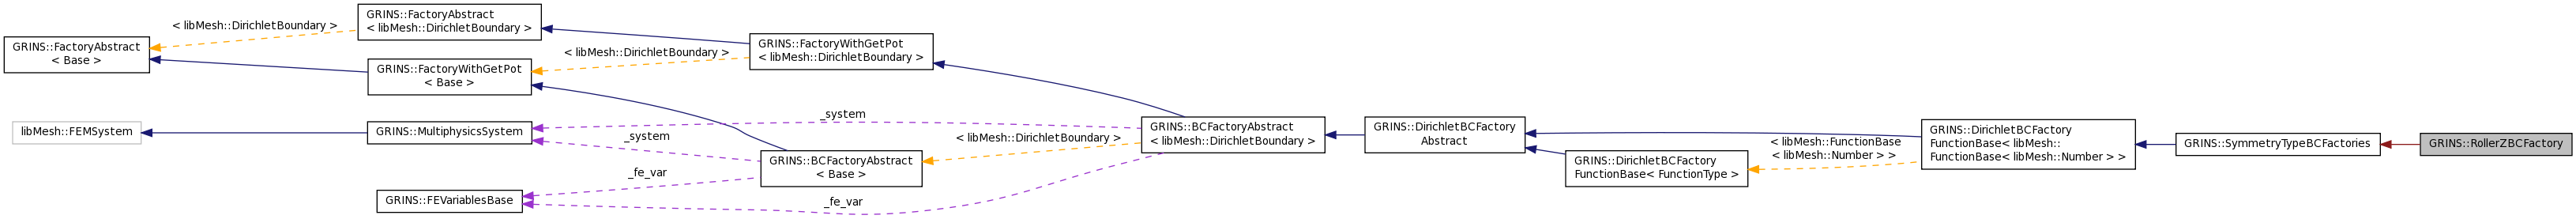 GRINS::FactoryAbstract
< Base >
< libMesh::DirichletBoundary >
GRINS::FactoryAbstract
< libMesh::DirichletBoundary >
GRINS::FactoryWithGetPot
< Base >
< libMesh::DirichletBoundary >
GRINS::FactoryWithGetPot
< libMesh::DirichletBoundary >
libMesh::FEMSystem
GRINS::MultiphysicsSystem
_system
_system
GRINS::BCFactoryAbstract
< Base >
_fe_var
GRINS::FEVariablesBase
_fe_var
< libMesh::DirichletBoundary >
GRINS::BCFactoryAbstract
< libMesh::DirichletBoundary >
GRINS::DirichletBCFactory
Abstract
GRINS::DirichletBCFactory
FunctionBase< FunctionType >
< libMesh::FunctionBase
< libMesh::Number > >
GRINS::DirichletBCFactory
FunctionBase< libMesh::
FunctionBase< libMesh::Number > >
GRINS::SymmetryTypeBCFactories
GRINS::RollerZBCFactory